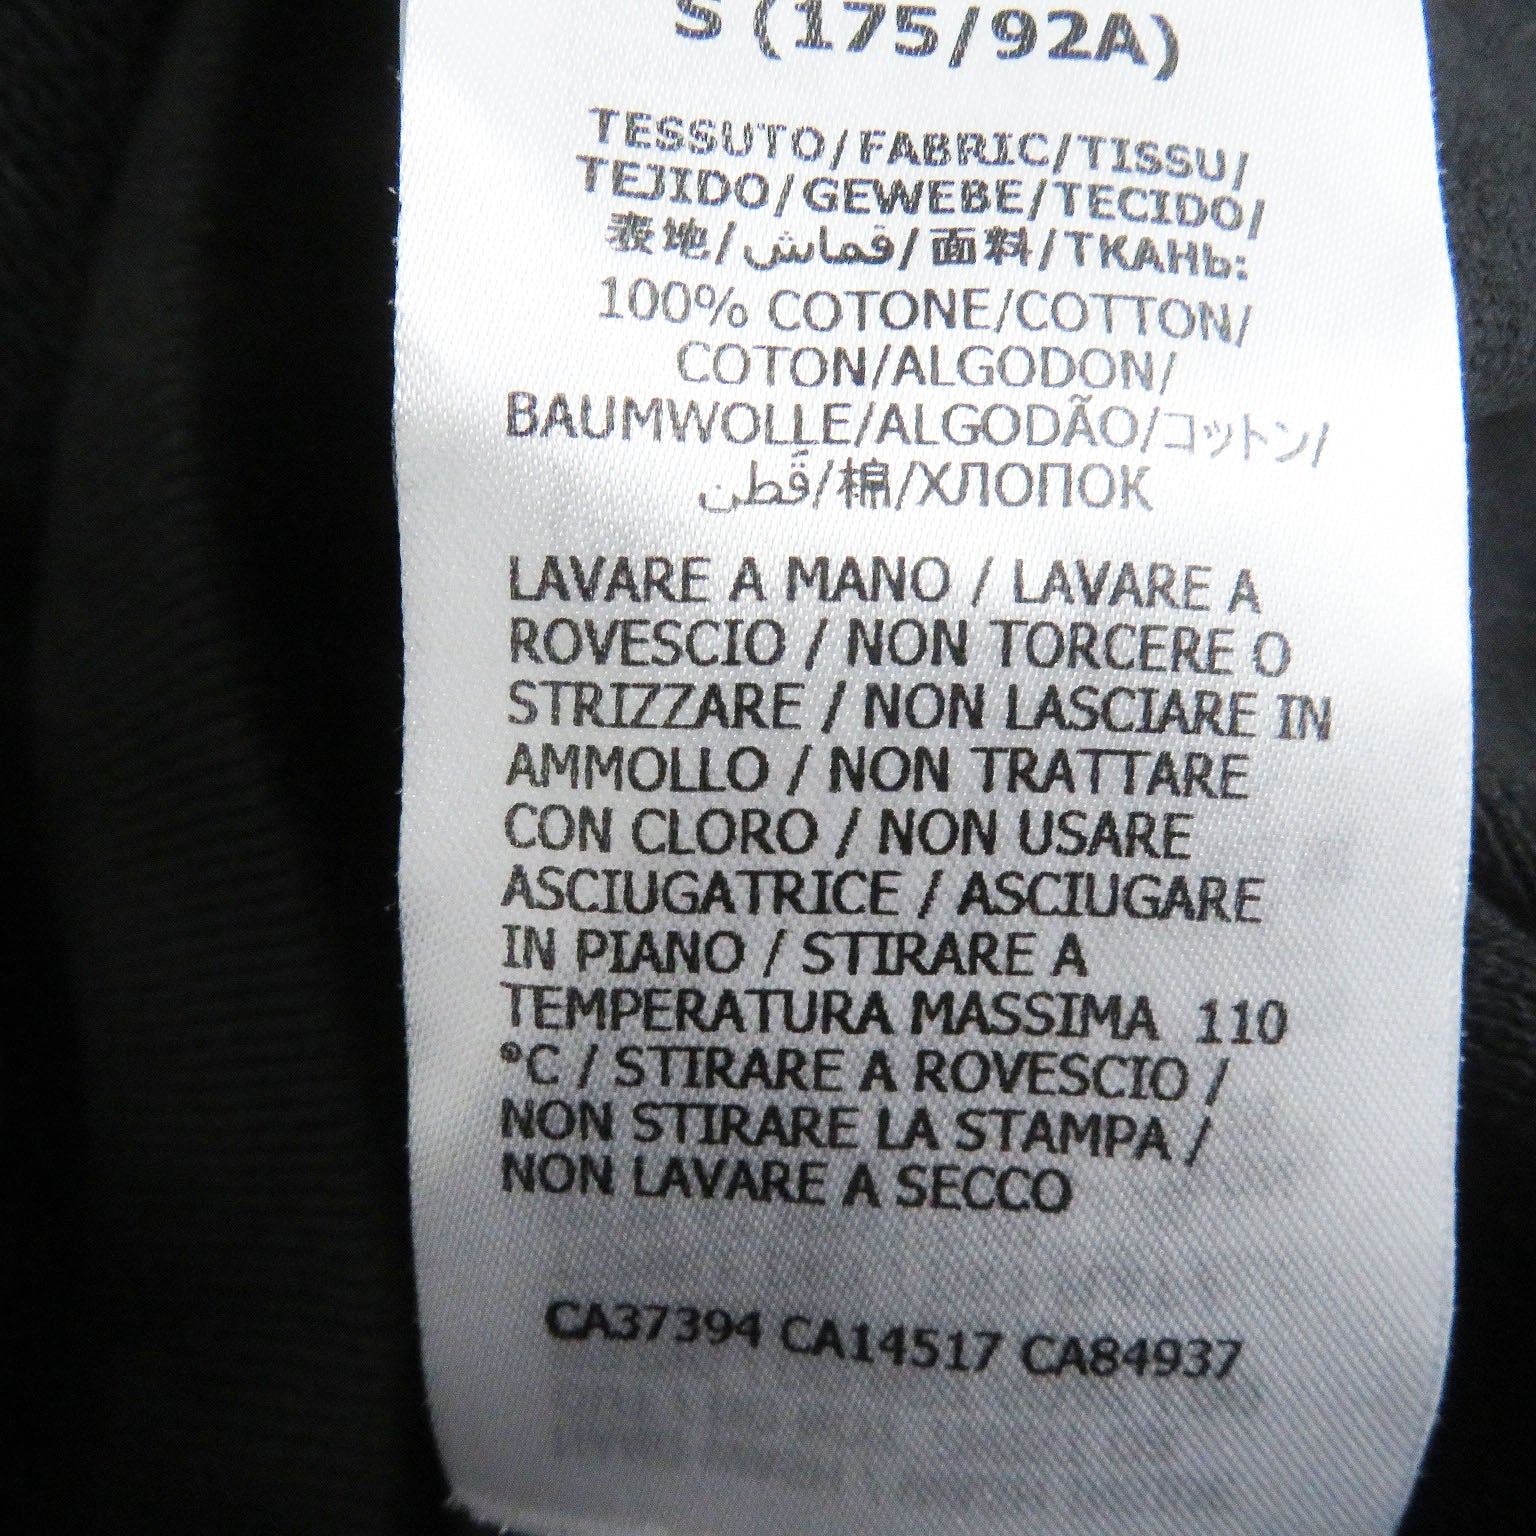 S (175/92A)
TESSUTO/FABRIC/TISSU/
TEJIDO/GEWEBE/TECIDO/
表地/قماش/面料/ТКАНЬ:
100% COTONE/COTTON/
COTON/ALGODON/
BAUMWOLLE/ALGODÃO/コットン/
قُطن/棉/ХЛОПОК
LAVARE A MANO / LAVARE A
ROVESCIO / NON TORCERE O
STRIZZARE / NON LASCIARE IN
AMMOLLO / NON TRATTARE
CON CLORO / NON USARE
ASCIUGATRICE / ASCIUGARE
IN PIANO / STIRARE A
TEMPERATURA MASSIMA 110
°C / STIRARE A ROVESCIO /
NON STIRARE LA STAMPA /
NON LAVARE A SECCO
CA37394 CA14517 CA84937